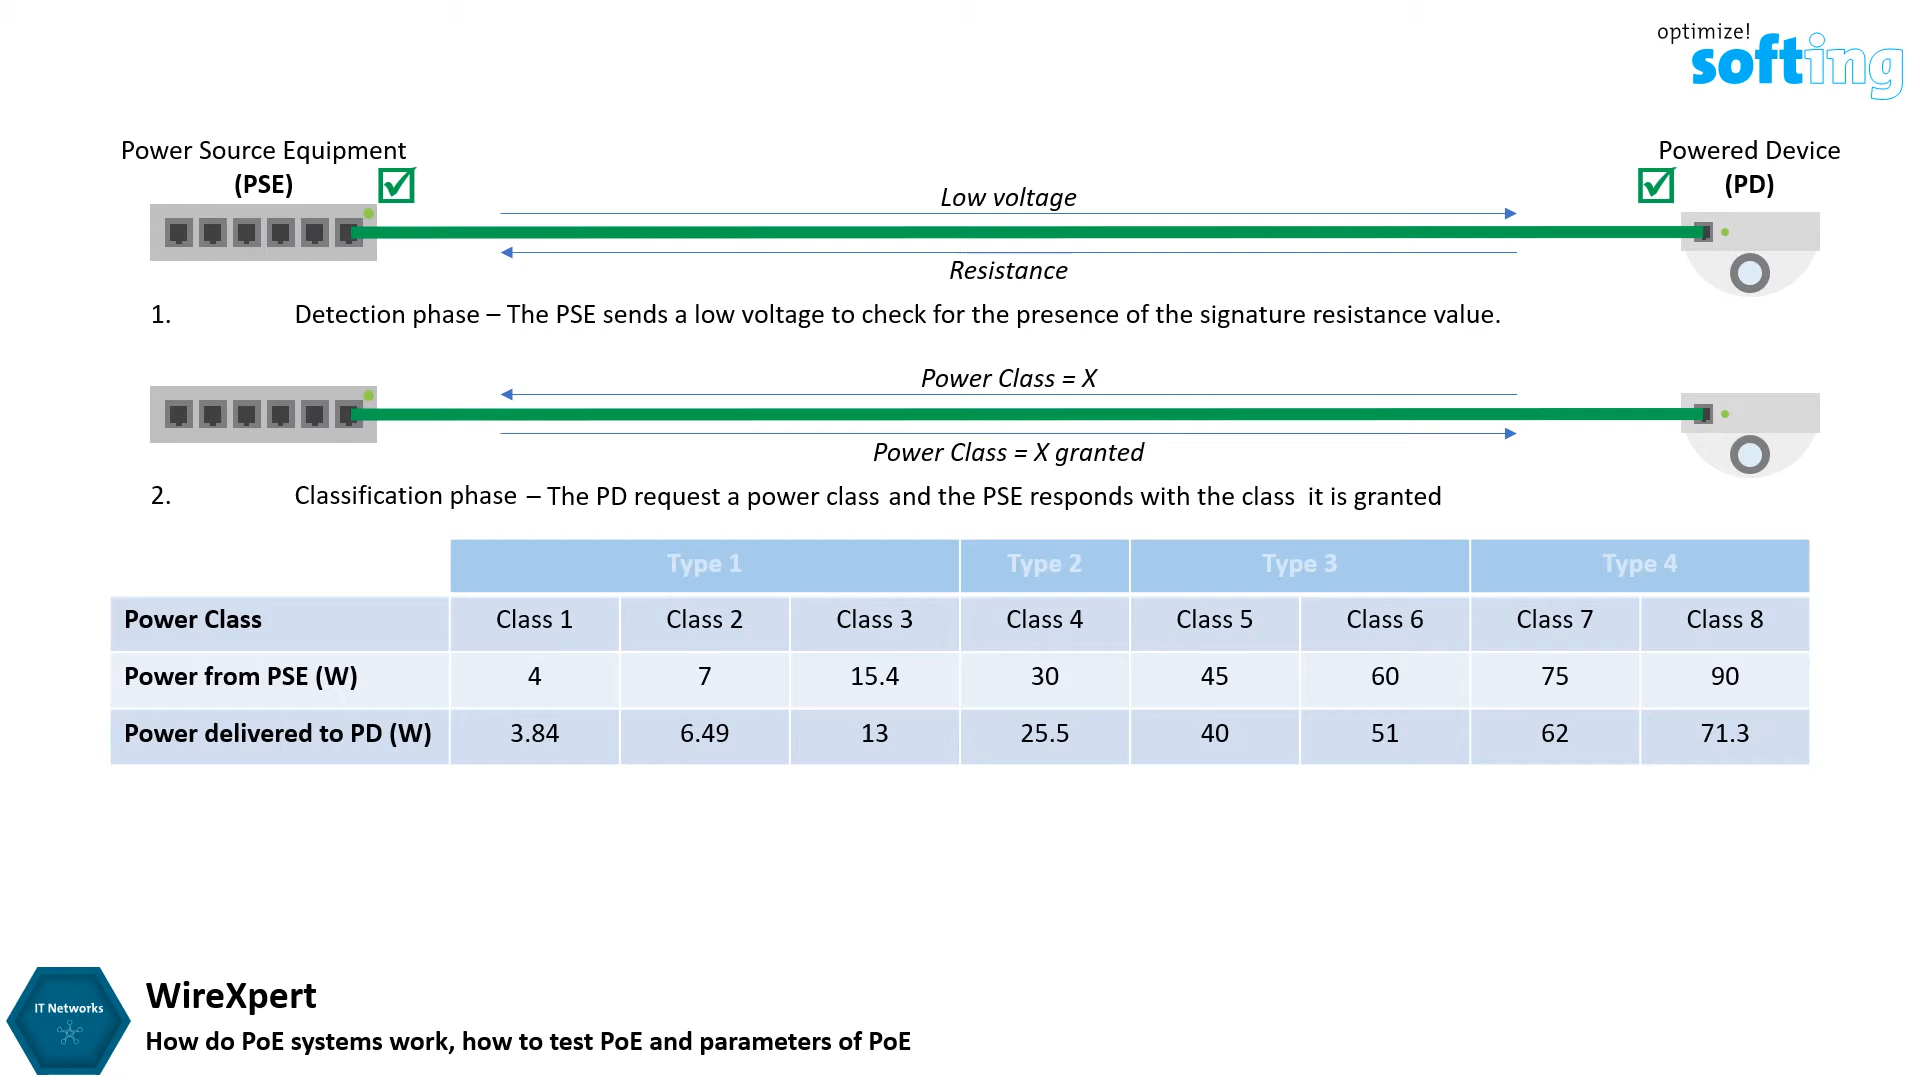 optimize!
softing
Power Source Equipment
(PSE)
Powered Device
(PD)
Low voltage
Resistance
1. Detection phase – The PSE sends a low voltage to check for the presence of the signature resistance value.
Power Class = X
Power Class = X granted
2. Classification phase – The PD request a power class and the PSE responds with the class it is granted
Type 1 Type 2 Type 3 Type 4
Power Class Class 1 Class 2 Class 3 Class 4 Class 5 Class 6 Class 7 Class 8
Power from PSE (W) 4 7 15.4 30 45 60 75 90
Power delivered to PD (W) 3.84 6.49 13 25.5 40 51 62 71.3
IT Networks
WireXpert
How do PoE systems work, how to test PoE and parameters of PoE